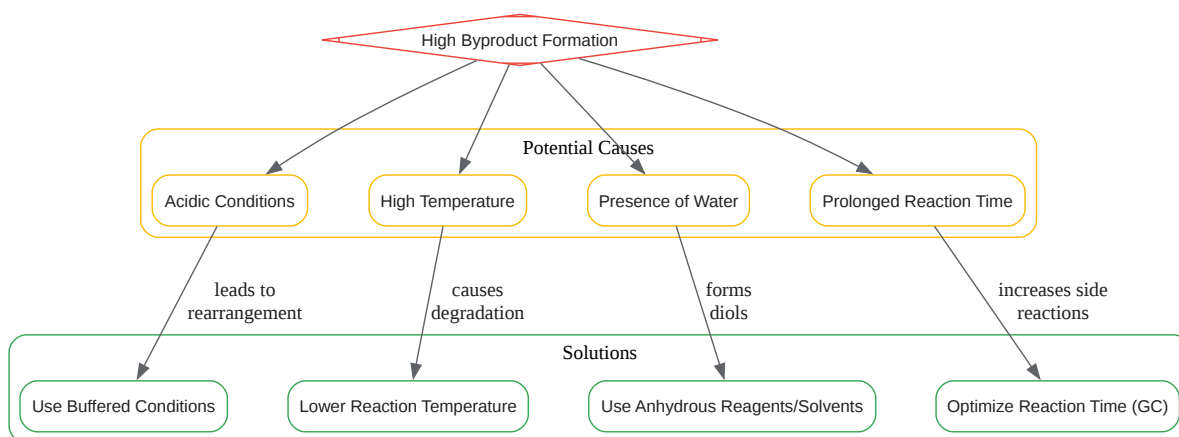 High Byproduct Formation
Potential Causes
Acidic Conditions
High Temperature
Presence of Water
Prolonged Reaction Time
leads to
rearrangement
causes
degradation
forms
diols
increases side
reactions
Solutions
Use Buffered Conditions
Lower Reaction Temperature
Use Anhydrous Reagents/Solvents
Optimize Reaction Time (GC)